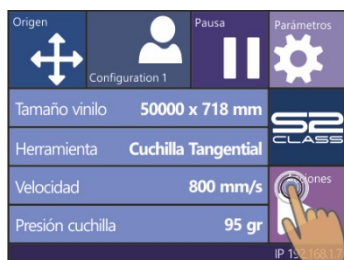 Origen
Pausa
Parámetros
Configuration 1
Tamaño vinilo 50000 x 718 mm
Herramienta Cuchilla Tangential
S2
CLASS
Velocidad 800 mm/s
Presión cuchilla 95 gr